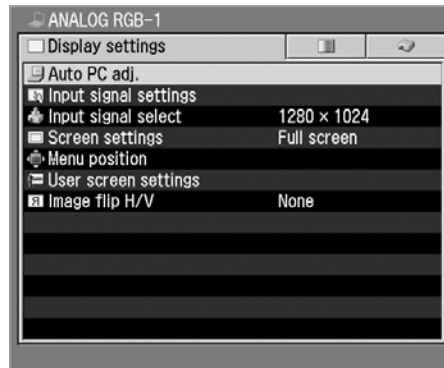 ANALOG RGB-1
Display settings
Auto PC adj.
Input signal settings
Input signal select 1280 × 1024
Screen settings Full screen
Menu position
User screen settings
Image flip H/V None